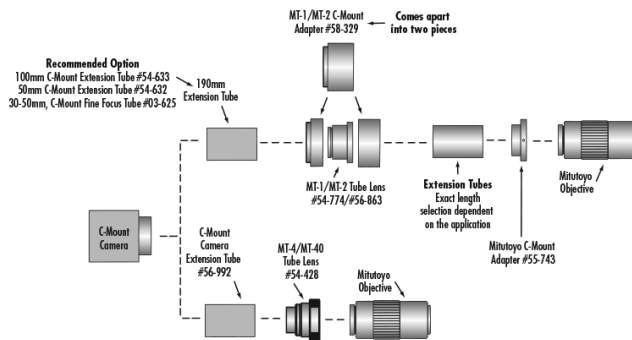 MT-1/MT-2 C-Mount
Adapter #58-329
Comes apart
into two pieces
Recommended Option
100mm C-Mount Extension Tube #54-633
50mm C-Mount Extension Tube #54-632
30-50mm, C-Mount Fine Focus Tube #03-625
190mm
Extension Tube
MT-1/MT-2 Tube Lens
#54-774/#56-863
Extension Tubes
Exact length
selection dependent
on the application
Mitutoyo
Objective
Mitutoyo C-Mount
Adapter #55-743
C-Mount
Camera
C-Mount
Camera
Extension Tube
#56-992
MT-4/MT-40
Tube Lens
#54-428
Mitutoyo
Objective